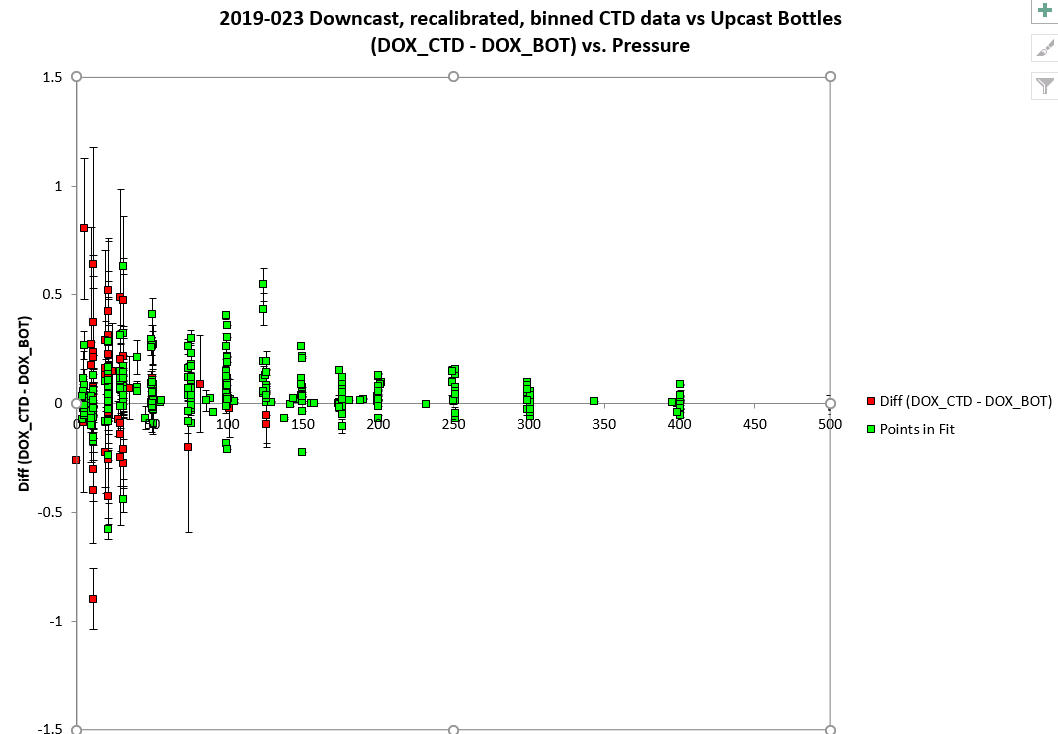 2019-023 Downcast, recalibrated, binned CTD data vs Upcast Bottles
(DOX_CTD - DOX_BOT) vs. Pressure
1.5
1
0.5
0
-0.5
-1
-1.5
Diff (DOX_CTD - DOX_BOT)
0 50 100 150 200 250 300 350 400 450 500
Diff (DOX_CTD - DOX_BOT)
Points in Fit